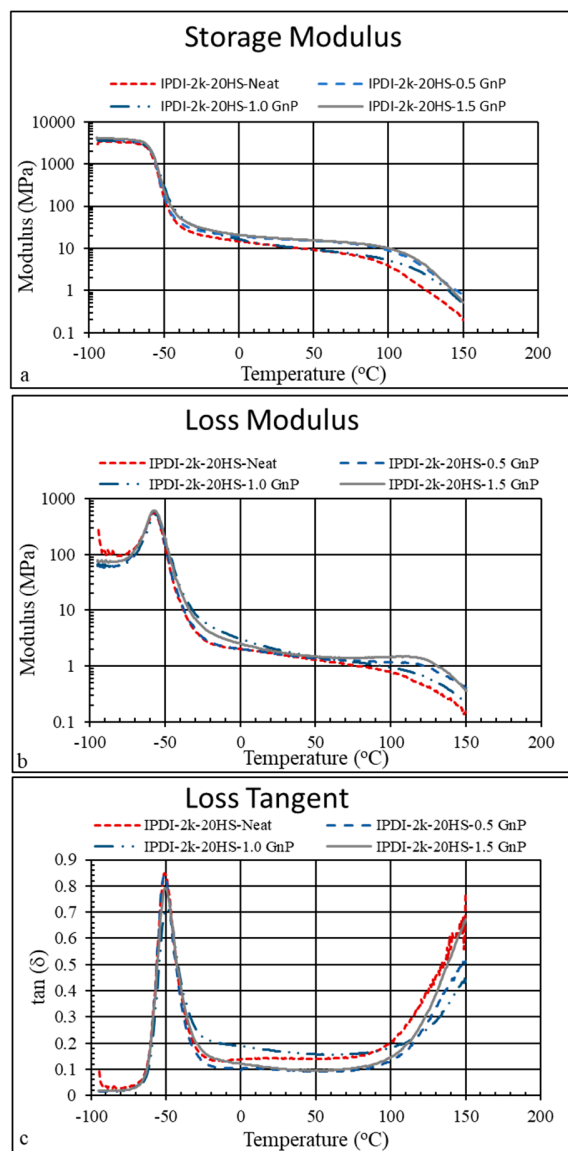 Storage Modulus
IPDI-2k-20HS-Neat IPDI-2k-20HS-0.5 GnP
IPDI-2k-20HS-1.0 GnP IPDI-2k-20HS-1.5 GnP
Modulus (MPa)
10000
1000
100
10
1
0.1
-100 -50 0 50 100 150 200
Temperature (°C)
a
Loss Modulus
IPDI-2k-20HS-Neat IPDI-2k-20HS-0.5 GnP
IPDI-2k-20HS-1.0 GnP IPDI-2k-20HS-1.5 GnP
Modulus (MPa)
1000
100
10
1
0.1
-100 -50 0 50 100 150 200
Temperature (°C)
b
Loss Tangent
IPDI-2k-20HS-Neat IPDI-2k-20HS-0.5 GnP
IPDI-2k-20HS-1.0 GnP IPDI-2k-20HS-1.5 GnP
tan (δ)
0.9
0.8
0.7
0.6
0.5
0.4
0.3
0.2
0.1
0
-100 -50 0 50 100 150 200
Temperature (°C)
c